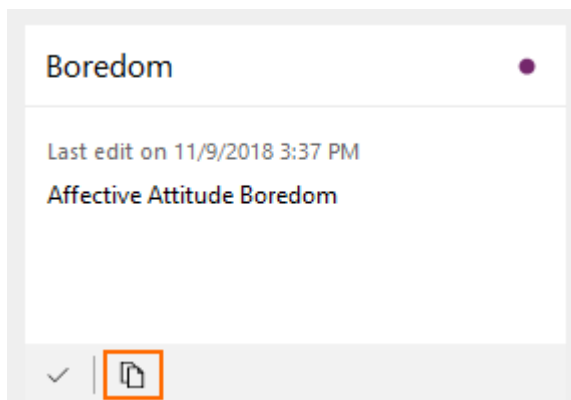 Boredom
Last edit on 11/9/2018 3:37 PM
Affective Attitude Boredom